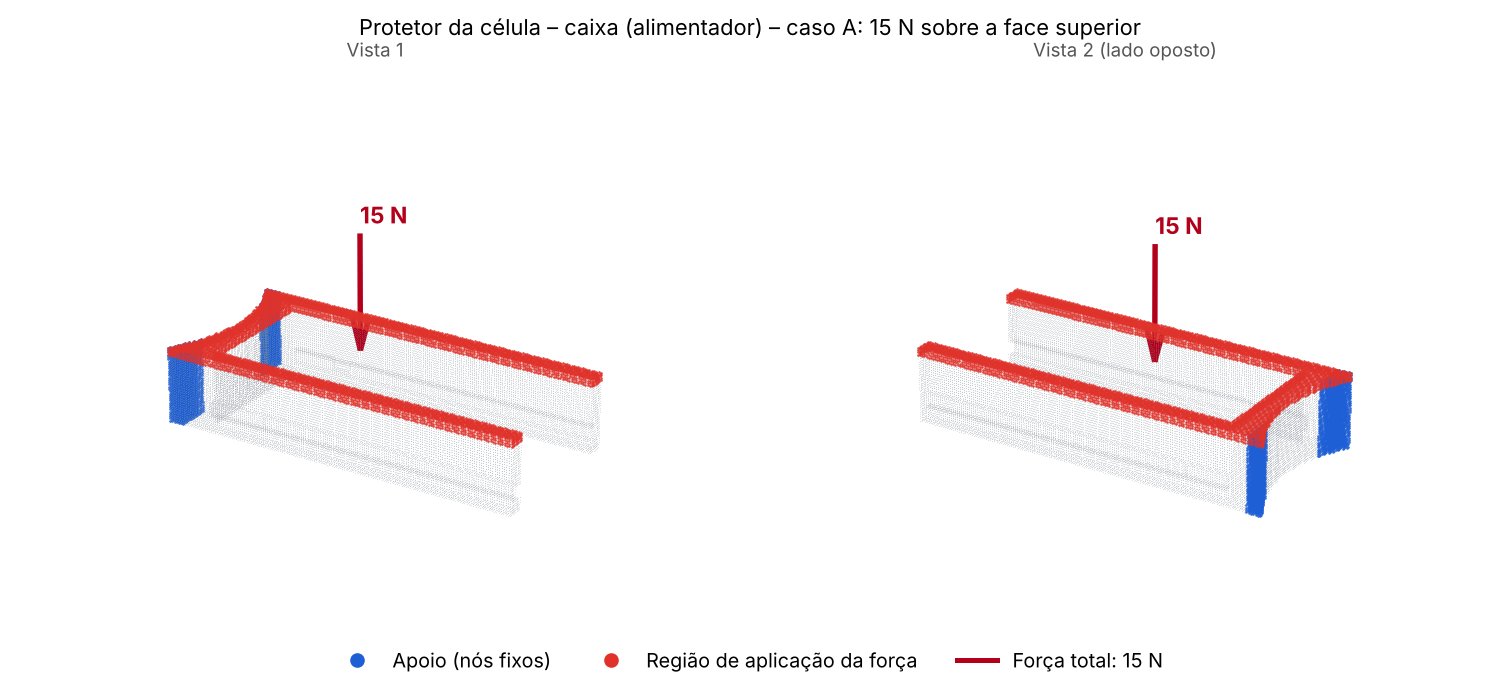 Protetor da célula – caixa (alimentador) – caso A: 15 N sobre a face superior
Vista 1
Vista 2 (lado oposto)
15 N
15 N
Apoio (nós fixos)
Região de aplicação da força
Força total: 15 N